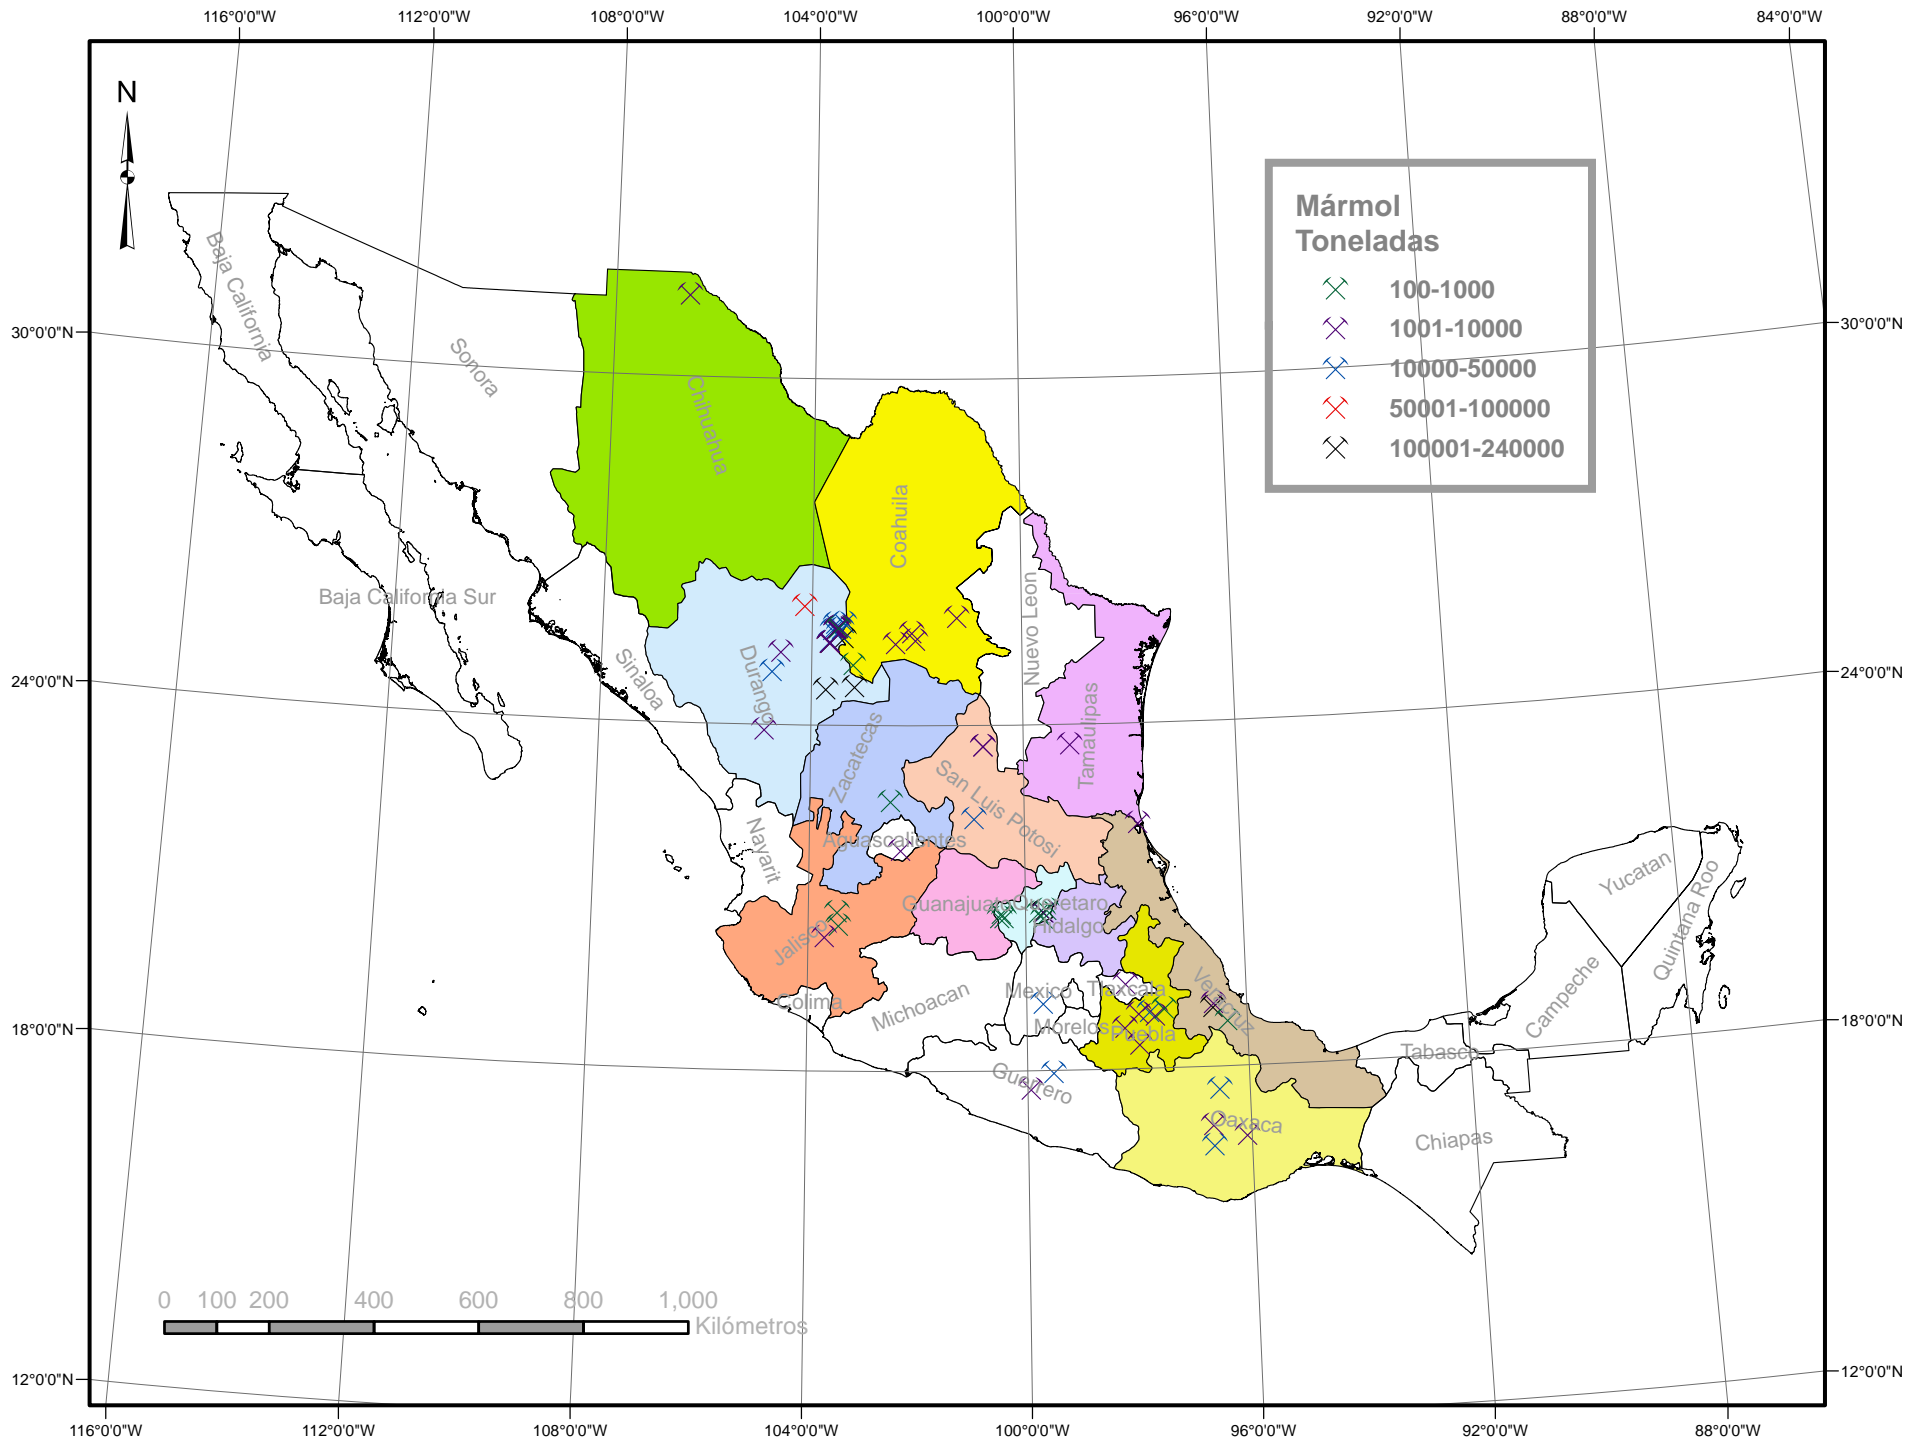 116°0'0"W 112°0'0"W 108°0'0"W 104°0'0"W 100°0'0"W 96°0'0"W 92°0'0"W 88°0'0"W 84°0'0"W
N
Mármol
Toneladas
100-1000
1001-10000
10000-50000
50001-100000
100001-240000
30°0'0"N 30°0'0"N
24°0'0"N 24°0'0"N
18°0'0"N 18°0'0"N
12°0'0"N 12°0'0"N
Baja California
Sonora
Chihuahua
Coahuila
Baja California Sur
Nuevo Leon
Sinaloa
Durango
Tamaulipas
Zacatecas
San Luis Potosi
Nayarit
Aguascalientes
Guanajuato
Queretaro
Hidalgo
Jalisco
Colima
Michoacan
Mexico
Tlaxcala
Morelos
Puebla
Veracruz
Guerrero
Oaxaca
Tabasco
Chiapas
Campeche
Yucatan
Quintana Roo
0 100 200 400 600 800 1,000
Kilómetros
116°0'0"W 112°0'0"W 108°0'0"W 104°0'0"W 100°0'0"W 96°0'0"W 92°0'0"W 88°0'0"W